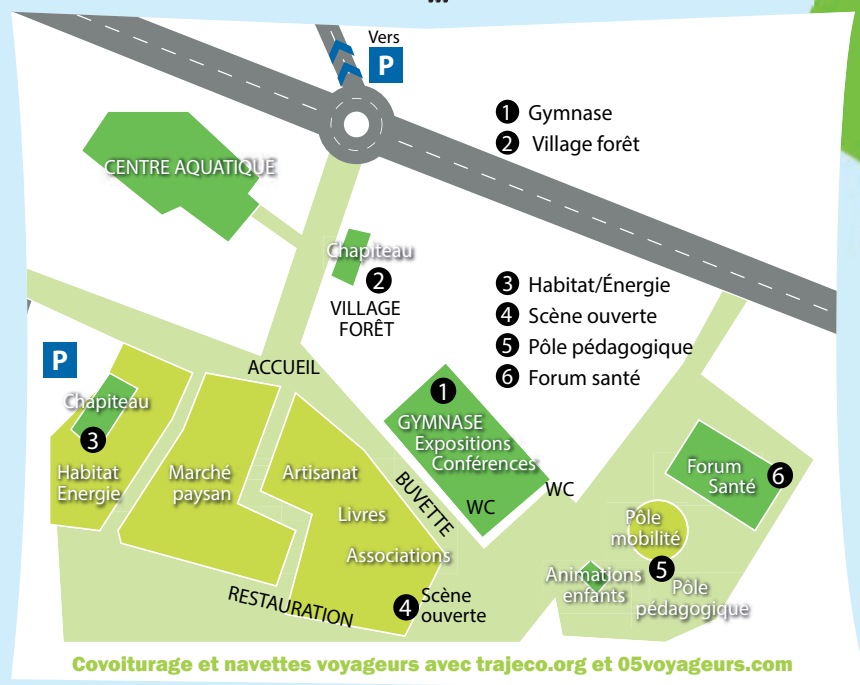 Vers
P
1 Gymnase
2 Village forêt
CENTRE AQUATIQUE
Chapiteau
2
VILLAGE
FORÊT
3 Habitat/Énergie
4 Scène ouverte
5 Pôle pédagogique
6 Forum santé
P
ACCUEIL
Chapiteau
3
Habitat
Energie
Marché
paysan
Artisanat
Livres
Associations
1
GYMNASE
Expositions
Conférences
WC
WC
BUVETTE
RESTAURATION
4 Scène
ouverte
Forum
Santé
6
Pôle
mobilité
Animations
enfants
5
Pôle
pédagogique
Covoiturage et navettes voyageurs avec trajeco.org et 05voyageurs.com